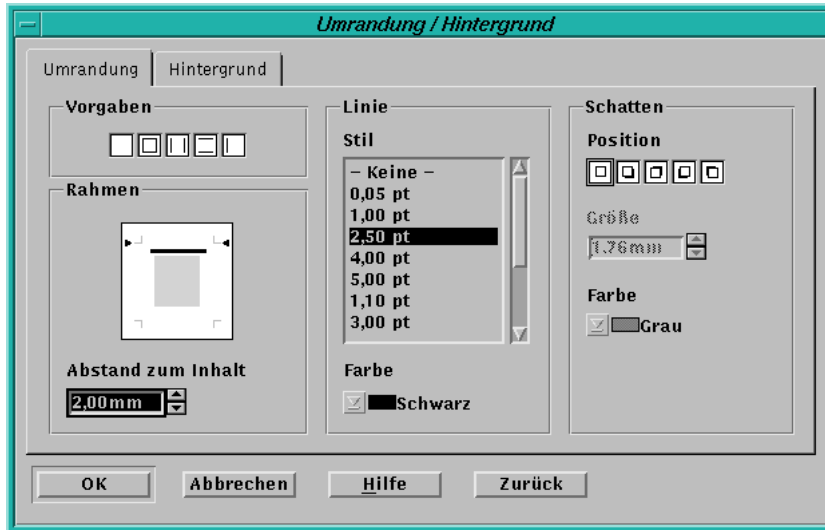 Umrandung / Hintergrund
Umrandung
Hintergrund
Vorgaben
Rahmen
Abstand zum Inhalt
2,00mm
Linie
Stil
– Keine –
0,05 pt
1,00 pt
2,50 pt
4,00 pt
5,00 pt
1,10 pt
3,00 pt
Farbe
Schwarz
Schatten
Position
Größe
1.76mm
Farbe
Grau
OK
Abbrechen
Hilfe
Zurück